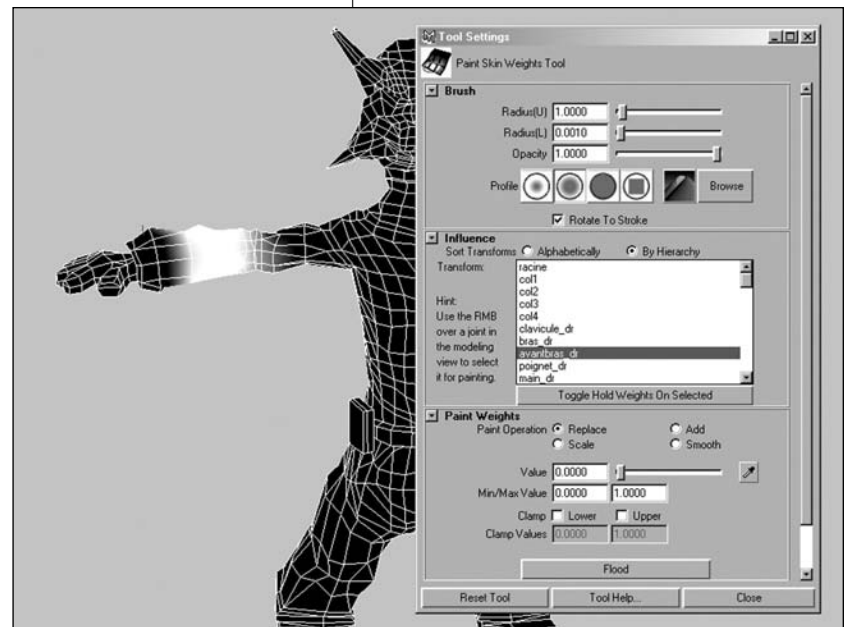 Tool Settings
Paint Skin Weights Tool
Brush
Radius(U) 1.0000
Radius(L) 0.0010
Opacity 1.0000
Profile Browse
Rotate To Stroke
Influence
Sort Transforms Alphabetically By Hierarchy
Transform:
racine
col1
col2
col3
col4
clavicule_dr
bras_dr
avantbras_dr
poignet_dr
main_dr
Hint:
Use the RMB
over a joint in
the modeling
view to select
it for painting.
Toggle Hold Weights On Selected
Paint Weights
Paint Operation Replace Add
Scale Smooth
Value 0.0000
Min/Max Value 0.0000 1.0000
Clamp Lower Upper
Clamp Values 0.0000 1.0000
Flood
Reset Tool Tool Help... Close